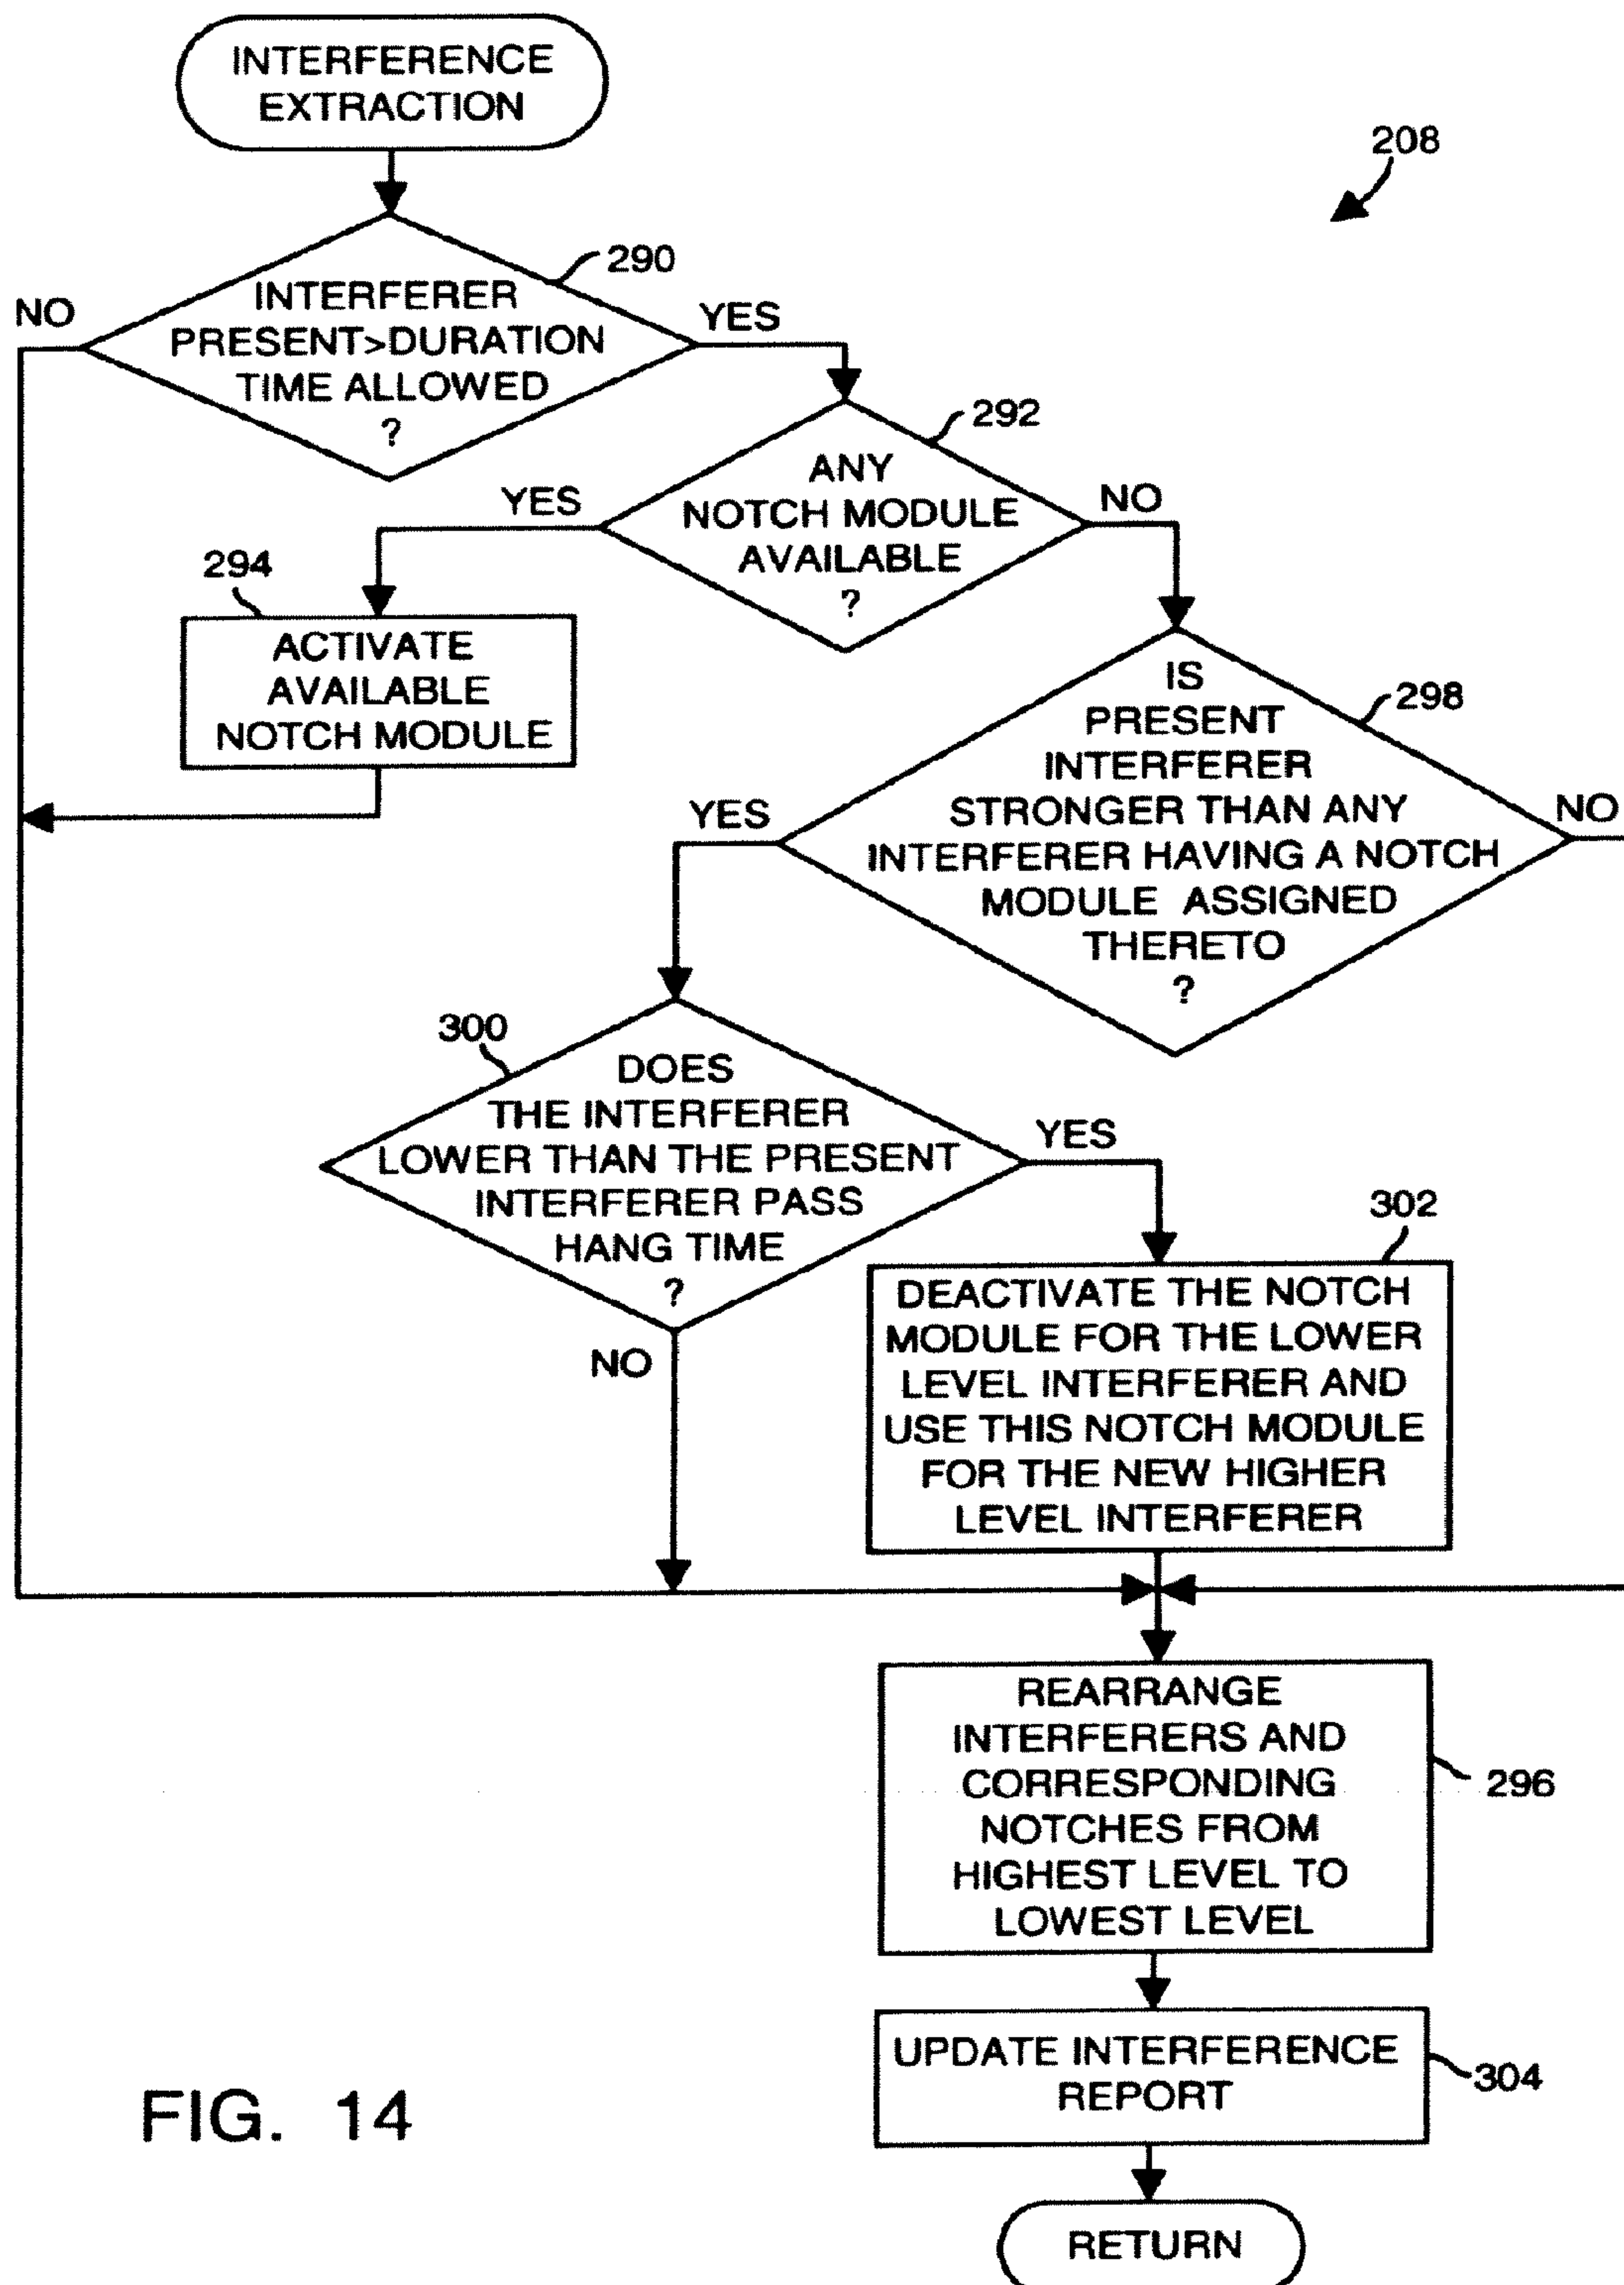 INTERFERENCE
EXTRACTION
208
290
NO
INTERFERER
PRESENT>DURATION
TIME ALLOWED
?
YES
292
ANY
NOTCH MODULE
AVAILABLE
?
YES
NO
294
ACTIVATE
AVAILABLE
NOTCH MODULE
298
IS
PRESENT
INTERFERER
STRONGER THAN ANY
INTERFERER HAVING A NOTCH
MODULE ASSIGNED
THERETO
?
YES
NO
300
DOES
THE INTERFERER
LOWER THAN THE PRESENT
INTERFERER PASS
HANG TIME
?
YES
NO
302
DEACTIVATE THE NOTCH
MODULE FOR THE LOWER
LEVEL INTERFERER AND
USE THIS NOTCH MODULE
FOR THE NEW HIGHER
LEVEL INTERFERER
REARRANGE
INTERFERERS AND
CORRESPONDING
NOTCHES FROM
HIGHEST LEVEL TO
LOWEST LEVEL
296
UPDATE INTERFERENCE
REPORT
304
FIG. 14
RETURN